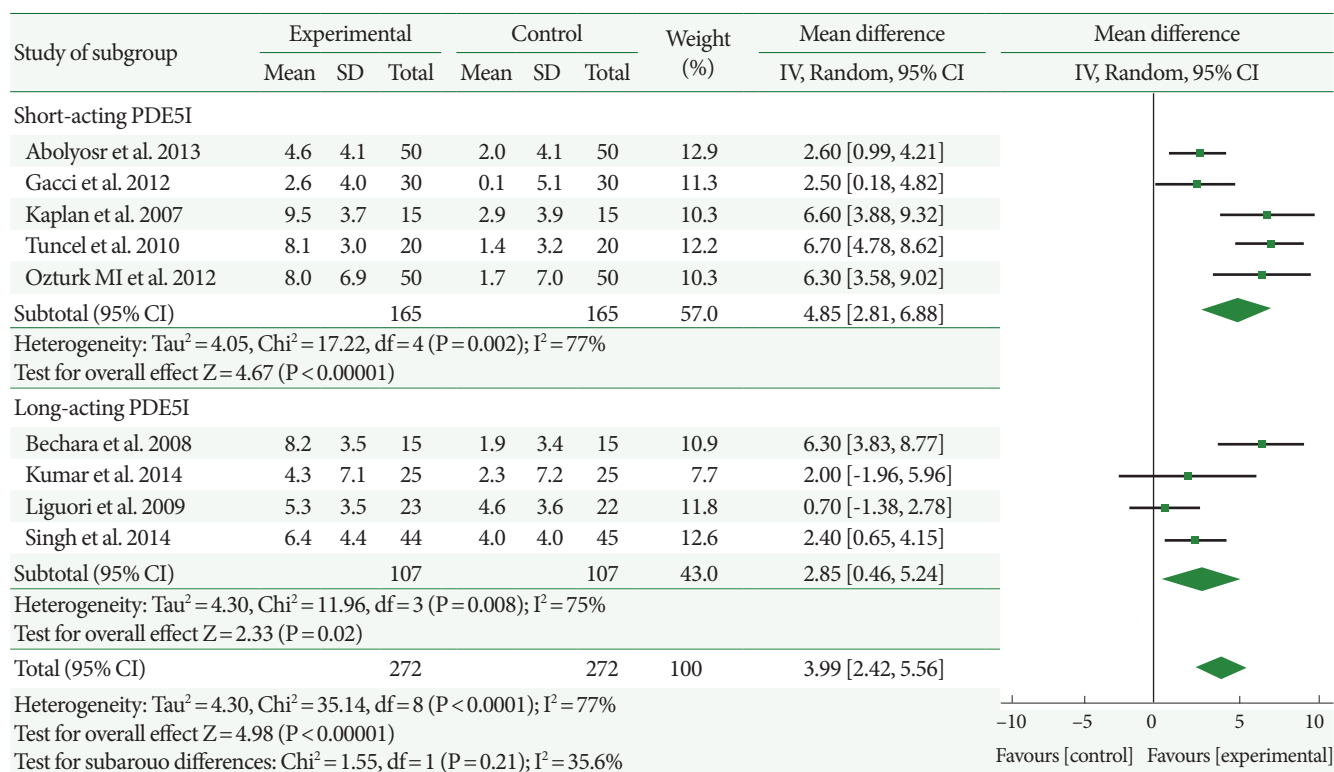 Study of subgroup Experimental Control Weight (%) Mean difference Mean difference
Mean SD Total Mean SD Total IV, Random, 95% CI IV, Random, 95% CI
Short-acting PDE5I
Abolyosr et al. 2013 4.6 4.1 50 2.0 4.1 50 12.9 2.60 [0.99, 4.21]
Gacci et al. 2012 2.6 4.0 30 0.1 5.1 30 11.3 2.50 [0.18, 4.82]
Kaplan et al. 2007 9.5 3.7 15 2.9 3.9 15 10.3 6.60 [3.88, 9.32]
Tuncel et al. 2010 8.1 3.0 20 1.4 3.2 20 12.2 6.70 [4.78, 8.62]
Ozturk MI et al. 2012 8.0 6.9 50 1.7 7.0 50 10.3 6.30 [3.58, 9.02]
Subtotal (95% CI) 165 165 57.0 4.85 [2.81, 6.88]
Heterogeneity: Tau² = 4.05, Chi² = 17.22, df = 4 (P = 0.002); I² = 77%
Test for overall effect Z = 4.67 (P < 0.00001)
Long-acting PDE5I
Bechara et al. 2008 8.2 3.5 15 1.9 3.4 15 10.9 6.30 [3.83, 8.77]
Kumar et al. 2014 4.3 7.1 25 2.3 7.2 25 7.7 2.00 [-1.96, 5.96]
Liguori et al. 2009 5.3 3.5 23 4.6 3.6 22 11.8 0.70 [-1.38, 2.78]
Singh et al. 2014 6.4 4.4 44 4.0 4.0 45 12.6 2.40 [0.65, 4.15]
Subtotal (95% CI) 107 107 43.0 2.85 [0.46, 5.24]
Heterogeneity: Tau² = 4.30, Chi² = 11.96, df = 3 (P = 0.008); I² = 75%
Test for overall effect Z = 2.33 (P = 0.02)
Total (95% CI) 272 272 100 3.99 [2.42, 5.56]
Heterogeneity: Tau² = 4.30, Chi² = 35.14, df = 8 (P < 0.0001); I² = 77%
Test for overall effect Z = 4.98 (P < 0.00001)
Test for subarouo differences: Chi² = 1.55, df = 1 (P = 0.21); I² = 35.6%
−10 −5 0 5 10
Favours [control] Favours [experimental]